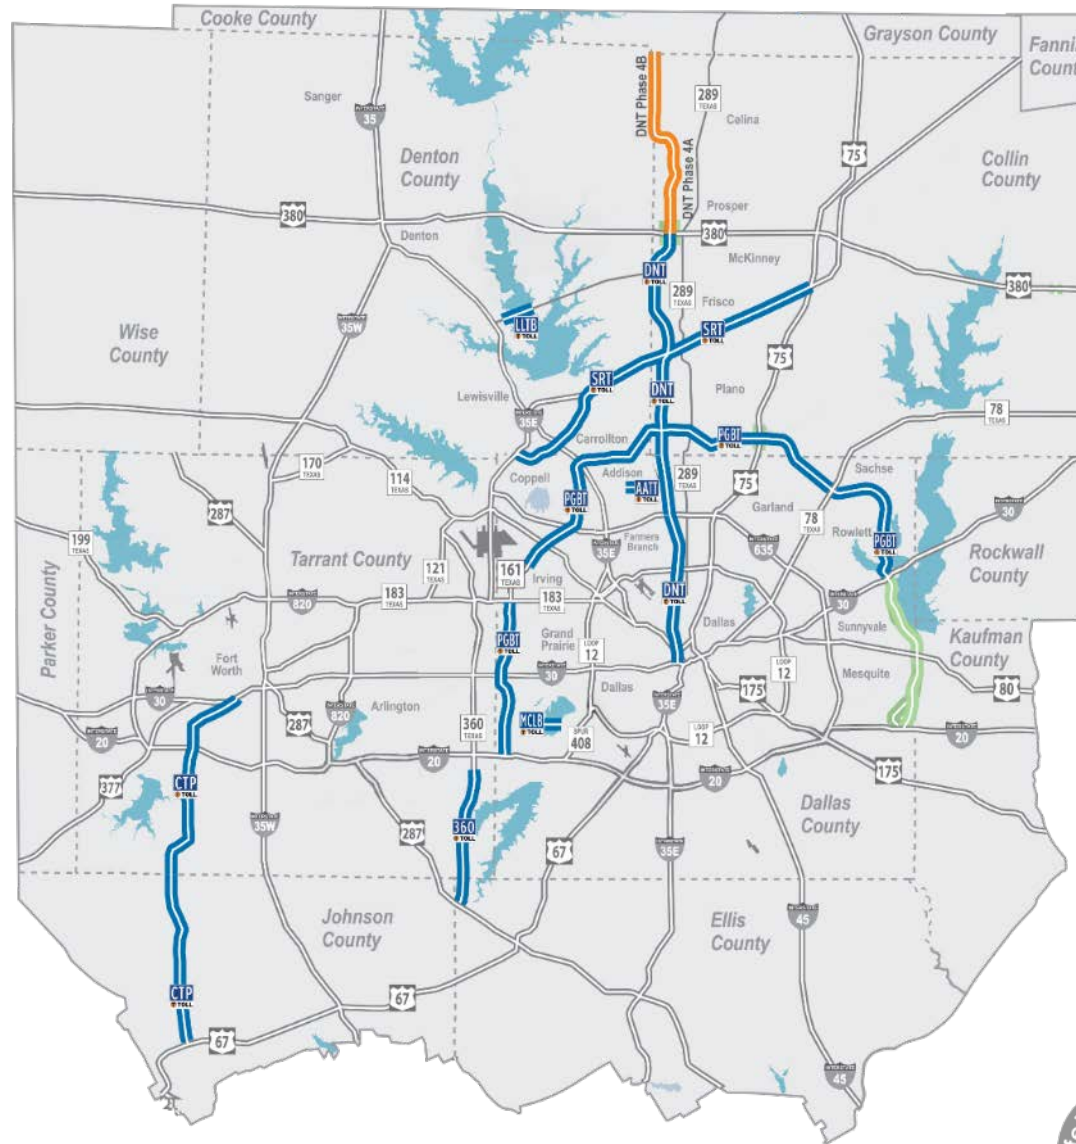 Cooke County
Grayson County
Fanni
Count
DNT Phase 4B
289
TEXAS
Sanger
35
Celina
75
Denton
County
Collin
County
DNT Phase 4A
Prosper
380
380
Denton
McKinney
DNT
TOLL
289
TEXAS
380
Frisco
LLTB
TOLL
SRT
TOLL
35W
Wise
County
75
SRT
TOLL
DNT
TOLL
Plano
Lewisville
35E
78
TEXAS
Carrollton
PGBT
TOLL
170
TEXAS
114
TEXAS
Coppell
Addison
289
TEXAS
75
Sachse
AATT
TOLL
PGBT
TOLL
287
Garland
30
78
TEXAS
Rowlett
199
TEXAS
Farmers
Branch
35E
635
PGBT
TOLL
Tarrant County
Rockwall
County
121
TEXAS
161
TEXAS
Irving
183
TEXAS
183
TEXAS
DNT
TOLL
820
30
Parker County
Dallas
Sunnyvale
PGBT
TOLL
Grand
Prairie
LOOP
12
Kaufman
County
Fort
Worth
30
LOOP
12
Mesquite
80
30
Dallas
175
287
820
Arlington
35E
MCLB
TOLL
360
TEXAS
20
LOOP
12
SPUR
408
20
20
175
377
20
CTP
TOLL
Dallas
County
35W
287
360
TOLL
67
35E
Johnson
County
Ellis
County
45
CTP
TOLL
67
67
45